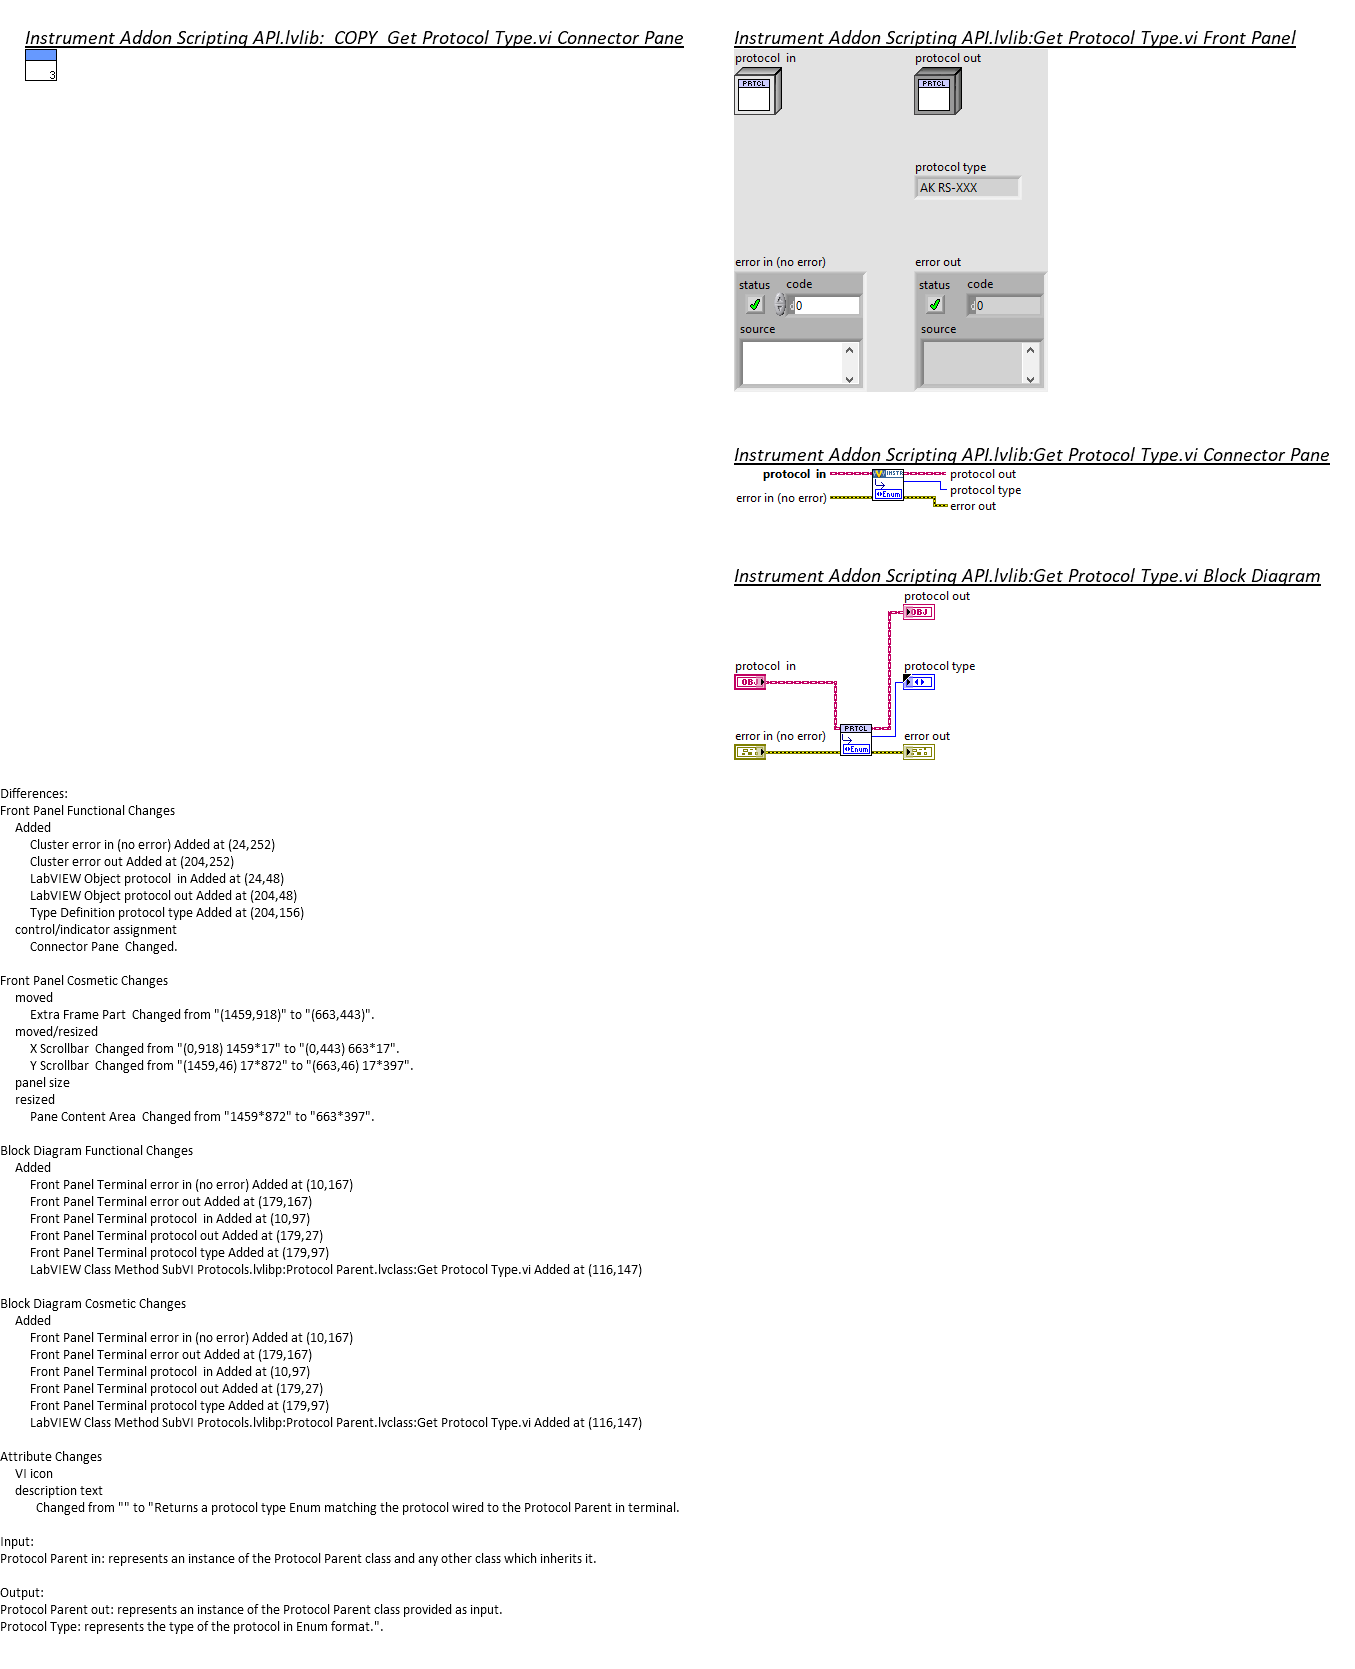 Instrument Addon Scripting API.lvlib:  COPY  Get Protocol Type.vi Connector Pane
3
Instrument Addon Scripting API.lvlib:Get Protocol Type.vi Front Panel
protocol  in
protocol out
PRTCL
PRTCL
protocol type
AK RS-XXX
error in (no error)
error out
status
code
status
code
d 0
d 0
source
source
Instrument Addon Scripting API.lvlib:Get Protocol Type.vi Connector Pane
protocol  in
INSTR
protocol out
protocol type
error in (no error)
Enum
error out
Instrument Addon Scripting API.lvlib:Get Protocol Type.vi Block Diagram
protocol out
OBJ
protocol  in
protocol type
OBJ
PRTCL
error in (no error)
error out
Enum
Differences:
Front Panel Functional Changes
Added
Cluster error in (no error) Added at (24,252)
Cluster error out Added at (204,252)
LabVIEW Object protocol  in Added at (24,48)
LabVIEW Object protocol out Added at (204,48)
Type Definition protocol type Added at (204,156)
control/indicator assignment
Connector Pane  Changed.
Front Panel Cosmetic Changes
moved
Extra Frame Part  Changed from "(1459,918)" to "(663,443)".
moved/resized
X Scrollbar  Changed from "(0,918) 1459*17" to "(0,443) 663*17".
Y Scrollbar  Changed from "(1459,46) 17*872" to "(663,46) 17*397".
panel size
resized
Pane Content Area  Changed from "1459*872" to "663*397".
Block Diagram Functional Changes
Added
Front Panel Terminal error in (no error) Added at (10,167)
Front Panel Terminal error out Added at (179,167)
Front Panel Terminal protocol  in Added at (10,97)
Front Panel Terminal protocol out Added at (179,27)
Front Panel Terminal protocol type Added at (179,97)
LabVIEW Class Method SubVI Protocols.lvlibp:Protocol Parent.lvclass:Get Protocol Type.vi Added at (116,147)
Block Diagram Cosmetic Changes
Added
Front Panel Terminal error in (no error) Added at (10,167)
Front Panel Terminal error out Added at (179,167)
Front Panel Terminal protocol  in Added at (10,97)
Front Panel Terminal protocol out Added at (179,27)
Front Panel Terminal protocol type Added at (179,97)
LabVIEW Class Method SubVI Protocols.lvlibp:Protocol Parent.lvclass:Get Protocol Type.vi Added at (116,147)
Attribute Changes
VI icon
description text
Changed from "" to "Returns a protocol type Enum matching the protocol wired to the Protocol Parent in terminal.
Input:
Protocol Parent in: represents an instance of the Protocol Parent class and any other class which inherits it.
Output:
Protocol Parent out: represents an instance of the Protocol Parent class provided as input.
Protocol Type: represents the type of the protocol in Enum format.".